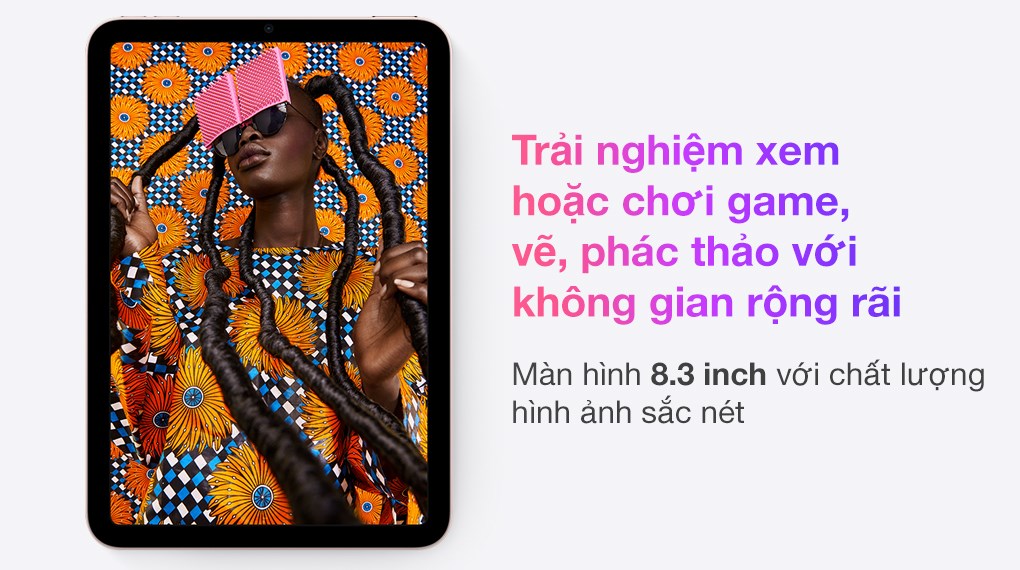 Trải nghiệm xem
hoặc chơi game,
vẽ, phác thảo với
không gian rộng rãi
Màn hình 8.3 inch với chất lượng
hình ảnh sắc nét